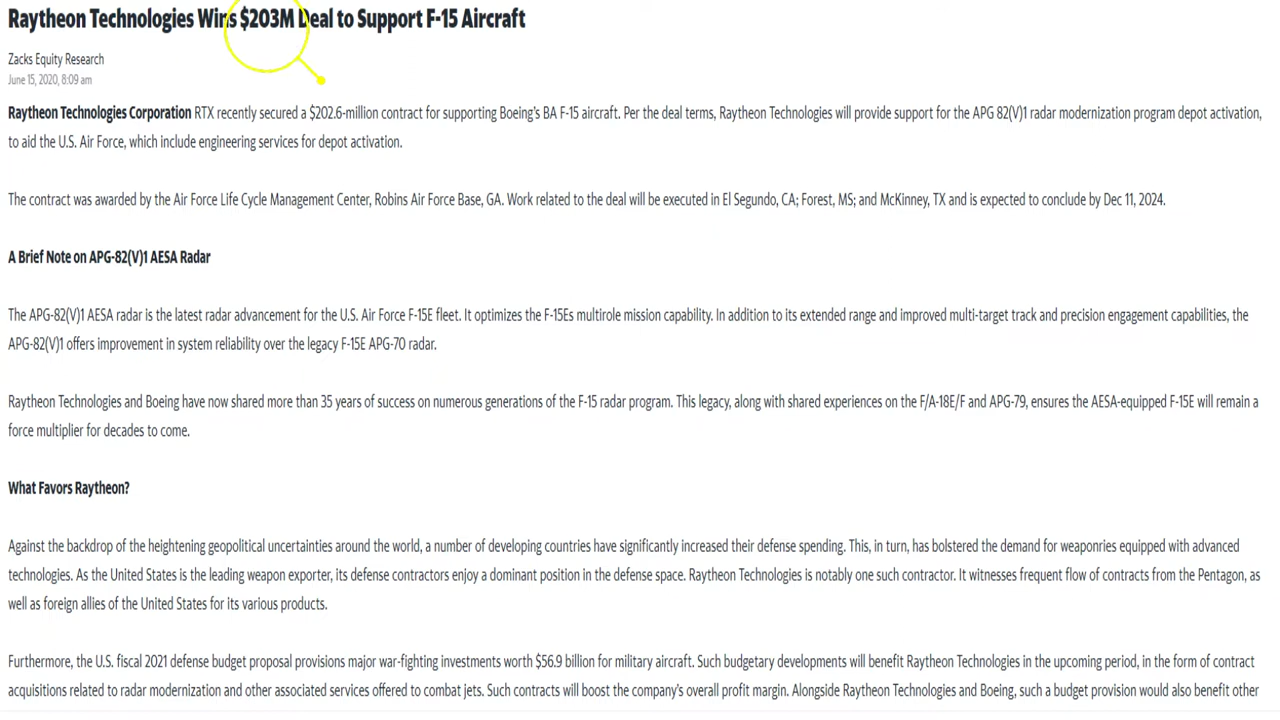 Raytheon Technologies Wins $203M Deal to Support F-15 Aircraft
Zacks Equity Research
June 15, 2020, 8:09 am
Raytheon Technologies Corporation RTX recently secured a $202.6-million contract for supporting Boeing's BA F-15 aircraft. Per the deal terms, Raytheon Technologies will provide support for the APG 82(V)1 radar modernization program depot activation,
to aid the U.S. Air Force, which include engineering services for depot activation.
The contract was awarded by the Air Force Life Cycle Management Center, Robins Air Force Base, GA. Work related to the deal will be executed in El Segundo, CA; Forest, MS; and McKinney, TX and is expected to conclude by Dec 11, 2024.
A Brief Note on APG-82(V)1 AESA Radar
The APG-82(V)1 AESA radar is the latest radar advancement for the U.S. Air Force F-15E fleet. It optimizes the F-15Es multirole mission capability. In addition to its extended range and improved multi-target track and precision engagement capabilities, the
APG-82(V)1 offers improvement in system reliability over the legacy F-15E APG-70 radar.
Raytheon Technologies and Boeing have now shared more than 35 years of success on numerous generations of the F-15 radar program. This legacy, along with shared experiences on the F/A-18E/F and APG-79, ensures the AESA-equipped F-15E will remain a
force multiplier for decades to come.
What Favors Raytheon?
Against the backdrop of the heightening geopolitical uncertainties around the world, a number of developing countries have significantly increased their defense spending. This, in turn, has bolstered the demand for weaponries equipped with advanced
technologies. As the United States is the leading weapon exporter, its defense contractors enjoy a dominant position in the defense space. Raytheon Technologies is notably one such contractor. It witnesses frequent flow of contracts from the Pentagon, as
well as foreign allies of the United States for its various products.
Furthermore, the U.S. fiscal 2021 defense budget proposal provisions major war-fighting investments worth $56.9 billion for military aircraft. Such budgetary developments will benefit Raytheon Technologies in the upcoming period, in the form of contract
acquisitions related to radar modernization and other associated services offered to combat jets. Such contracts will boost the company's overall profit margin. Alongside Raytheon Technologies and Boeing, such a budget provision would also benefit other